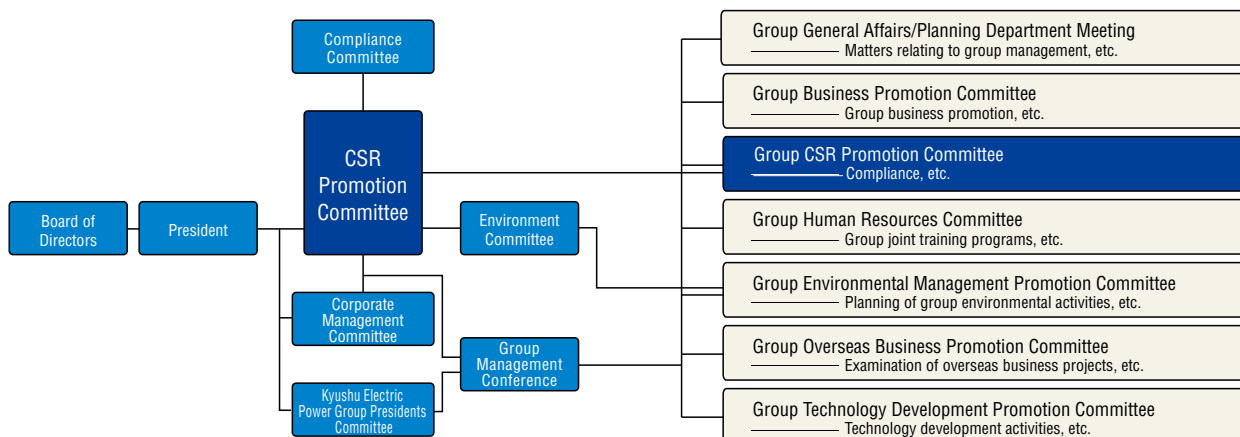 Compliance
Committee
CSR
Promotion
Committee
Board of
Directors
President
Environment
Committee
Corporate
Management
Committee
Group
Management
Conference
Kyushu Electric
Power Group Presidents
Committee
Group General Affairs/Planning Department Meeting
Matters relating to group management, etc.
Group Business Promotion Committee
Group business promotion, etc.
Group CSR Promotion Committee
Compliance, etc.
Group Human Resources Committee
Group joint training programs, etc.
Group Environmental Management Promotion Committee
Planning of group environmental activities, etc.
Group Overseas Business Promotion Committee
Examination of overseas business projects, etc.
Group Technology Development Promotion Committee
Technology development activities, etc.